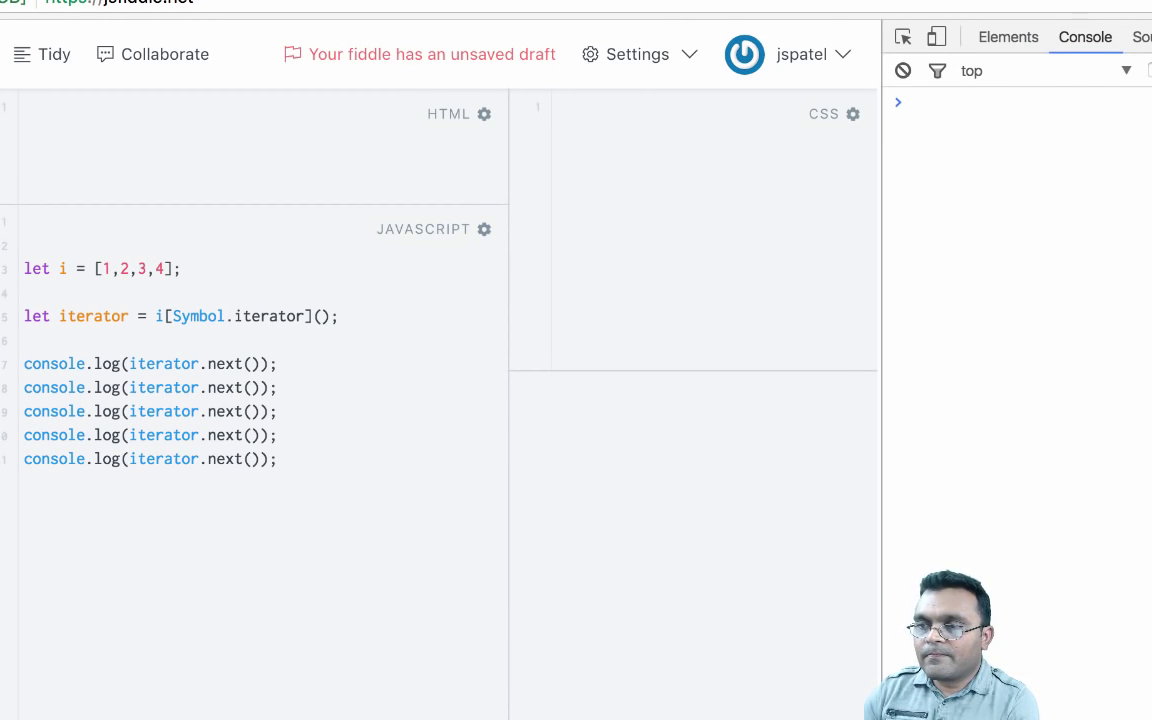 https://jsfiddle.net
Tidy Collaborate Your fiddle has an unsaved draft Settings jspatel
Elements Console Sou
top
1 HTML
1 CSS
JAVASCRIPT
1
2
3 let i = [1,2,3,4];
4
5 let iterator = i[Symbol.iterator]();
6
7 console.log(iterator.next());
8 console.log(iterator.next());
9 console.log(iterator.next());
0 console.log(iterator.next());
1 console.log(iterator.next());